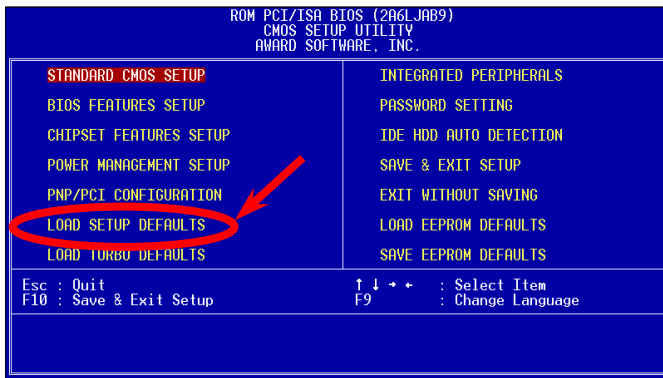 ROM PCI/ISA BIOS (2A6LJAB9)
CMOS SETUP UTILITY
AWARD SOFTWARE, INC.
STANDARD CMOS SETUP
BIOS FEATURES SETUP
CHIPSET FEATURES SETUP
POWER MANAGEMENT SETUP
PNP/PCI CONFIGURATION
LOAD SETUP DEFAULTS
LOAD TURBO DEFAULTS
INTEGRATED PERIPHERALS
PASSWORD SETTING
IDE HDD AUTO DETECTION
SAVE & EXIT SETUP
EXIT WITHOUT SAVING
LOAD EEPROM DEFAULTS
SAVE EEPROM DEFAULTS
Esc : Quit
F10 : Save & Exit Setup
↑ ↓ → ← : Select Item
F9 : Change Language